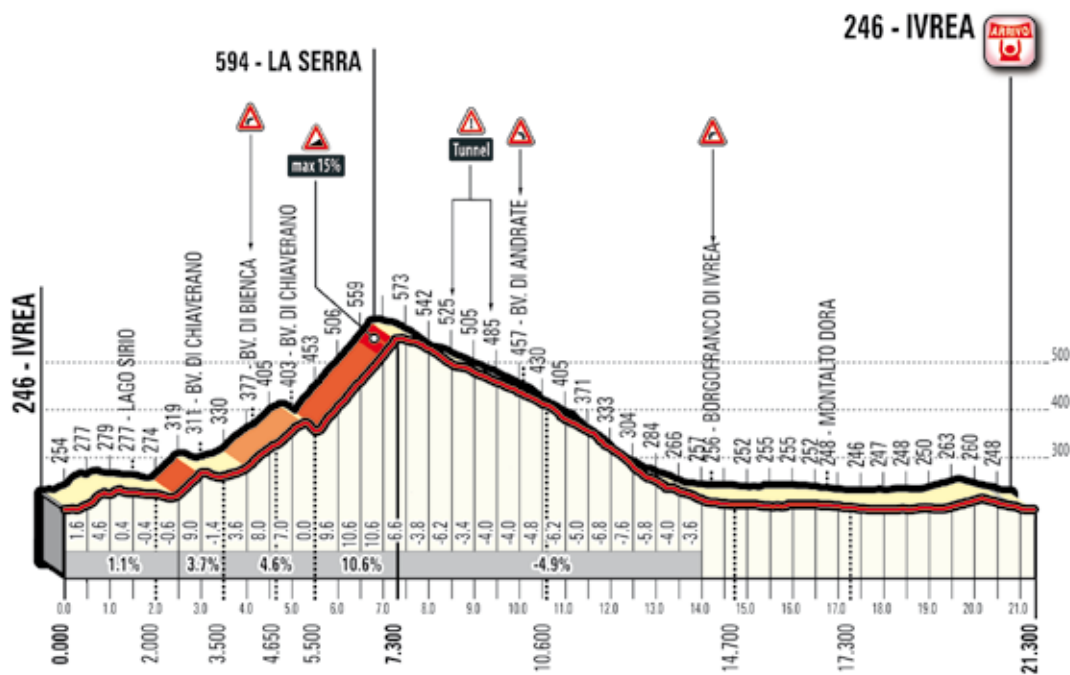 246 - IVREA
ARRIVO
594 - LA SERRA
max 15%
Tunnel
246 - IVREA
254
277
279
277 - LAGO SIRIO
274
319
311 - BV. DI CHIAVERANO
330
377 - BV. DI BIENCA
405
403 - BV. DI CHIAVERANO
453
506
559
573
542
525
505
485
457 - BV. DI ANDRATE
430
405
371
333
304
284
266
257
256 - BORGOFRANCO DI IVREA
252
255
255
252
248 - MONTALTO DORA
246
247
248
250
263
260
248
500
400
300
1.6 4.6 0.4 -0.4 -0.6 9.0 -1.4 3.6 8.0 7.0 0.0 9.6 10.6 10.6 6.6 -3.8 -6.2 -3.4 -4.0 -4.0 -4.8 -6.2 -5.0 -6.8 -7.6 -5.8 -4.0 -3.6
1.1% 3.7% 4.6% 10.6% -4.9%
0.0 1.0 2.0 3.0 4.0 5.0 6.0 7.0 8.0 9.0 10.0 11.0 12.0 13.0 14.0 15.0 16.0 17.0 18.0 19.0 20.0 21.0
0.000 2.000 3.500 4.650 5.500 7.300 10.600 14.700 17.300 21.300